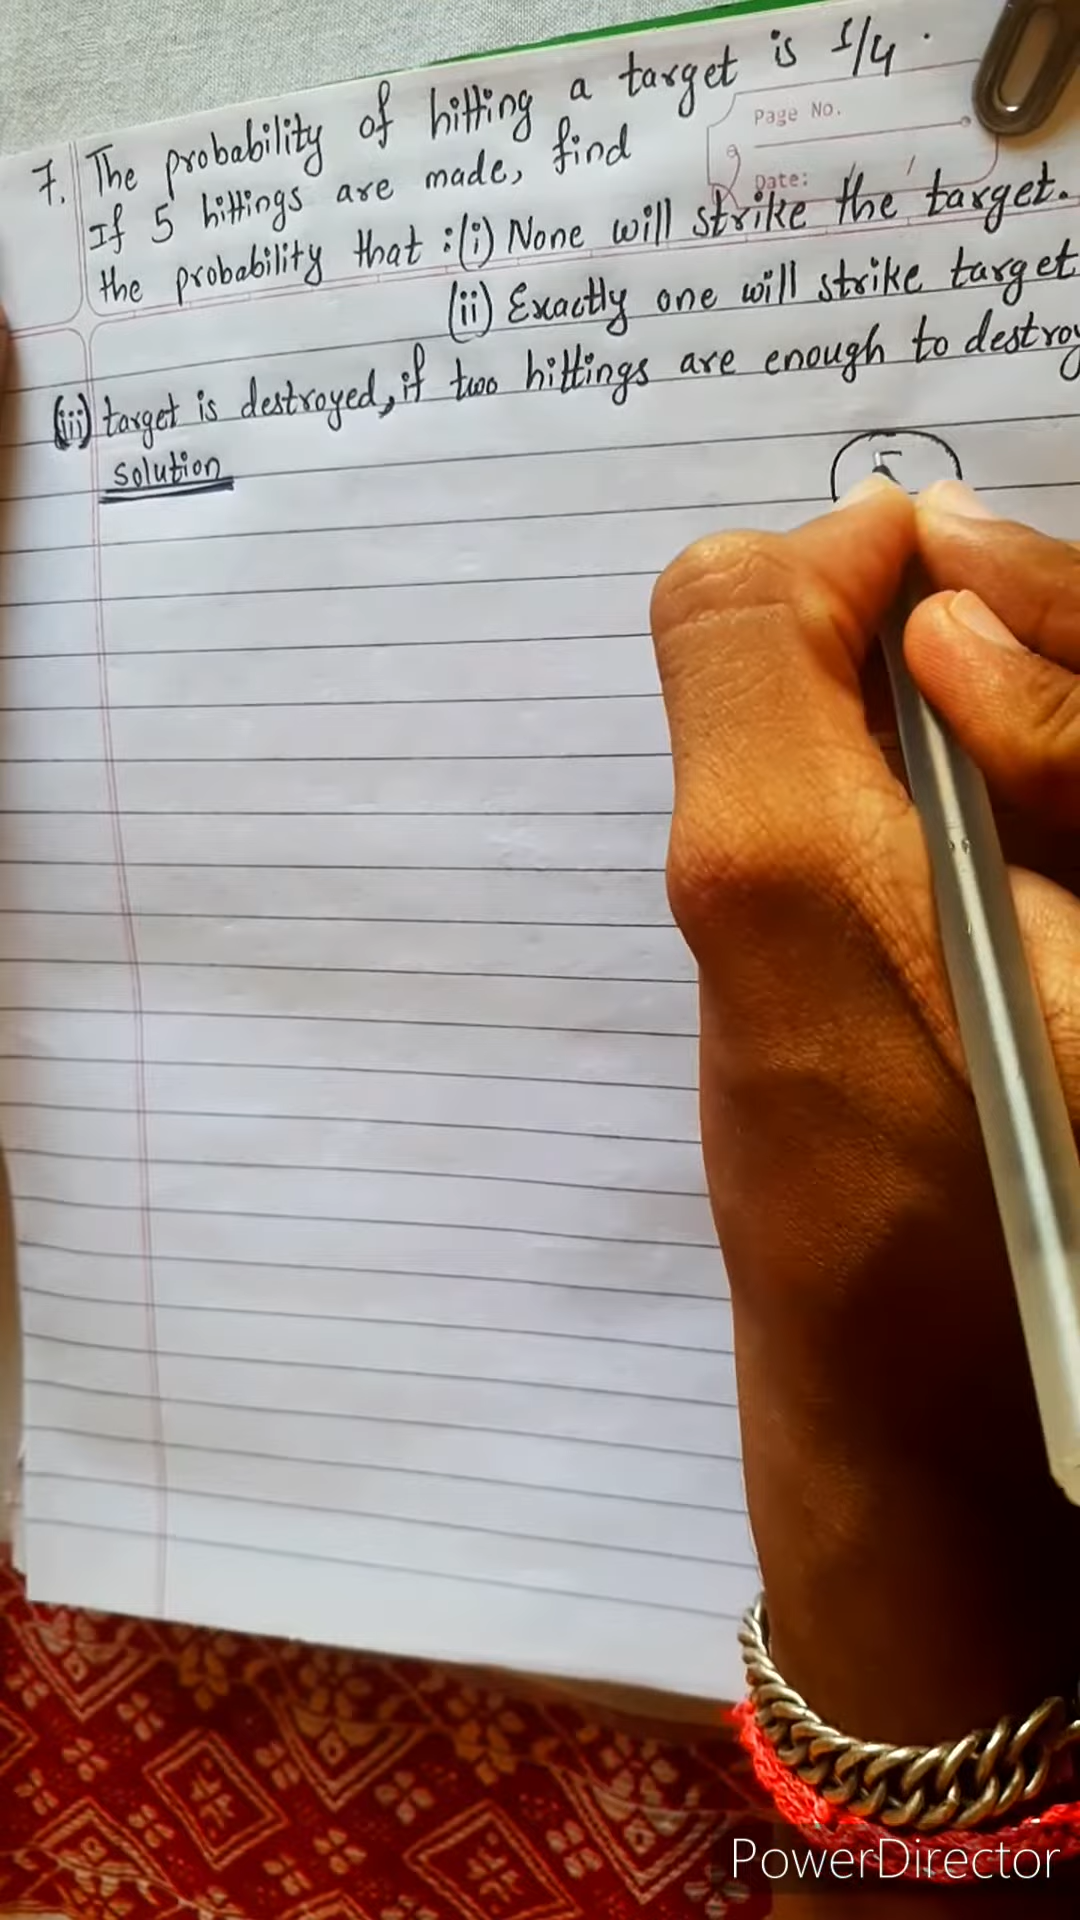 7. The probability of hitting a target is 1/4.
Page No.
If 5 hittings are made, find
Date:
the probability that :(i) None will strike the target.
(ii) Exactly one will strike target
(iii) target is destroyed, if two hittings are enough to destroy
solution
5
PowerDirector